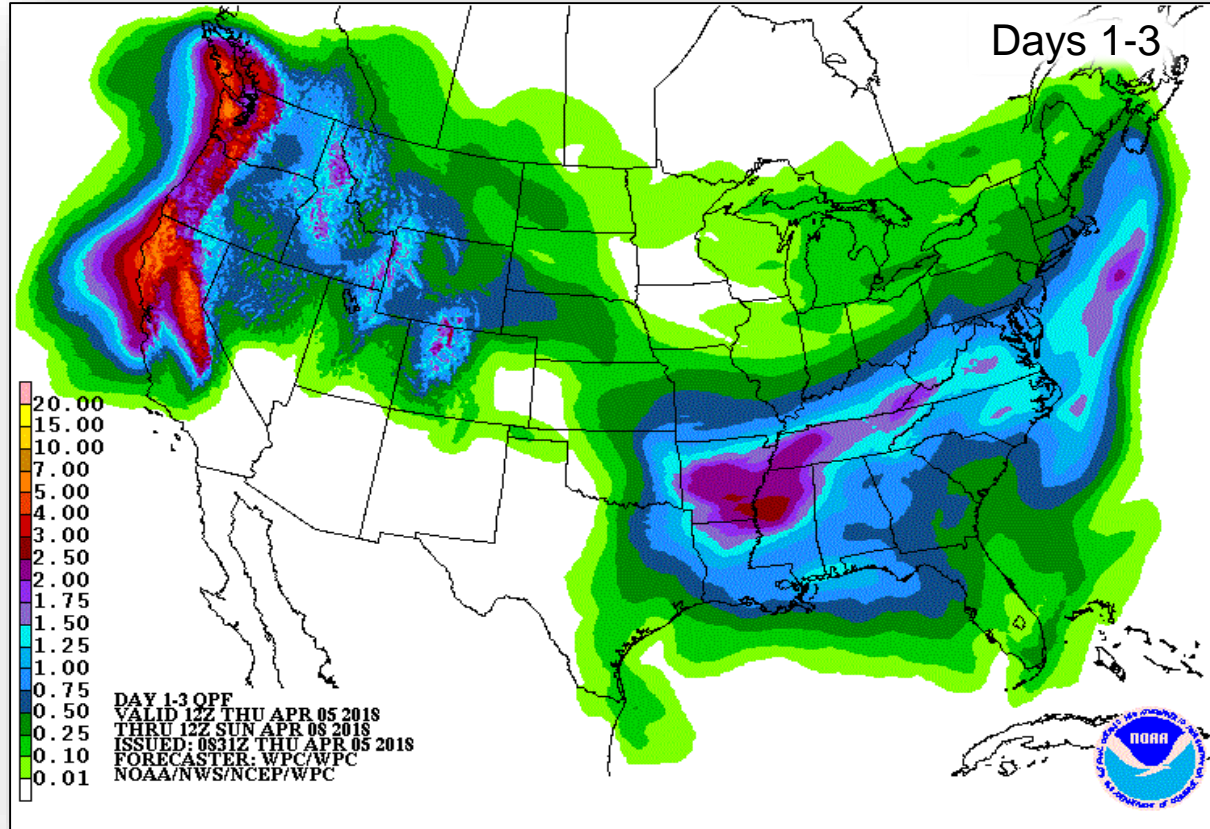 Days 1-3
20.00
15.00
10.00
7.00
5.00
4.00
3.00
2.50
2.00
1.75
1.50
1.25
1.00
0.75
0.50
0.25
0.10
0.01
DAY 1-3 QPF
VALID 12Z THU APR 05 2018
THRU 12Z SUN APR 08 2018
ISSUED: 0831Z THU APR 05 2018
FORECASTER: WPC/WPC
NOAA/NWS/NCEP/WPC
NOAA